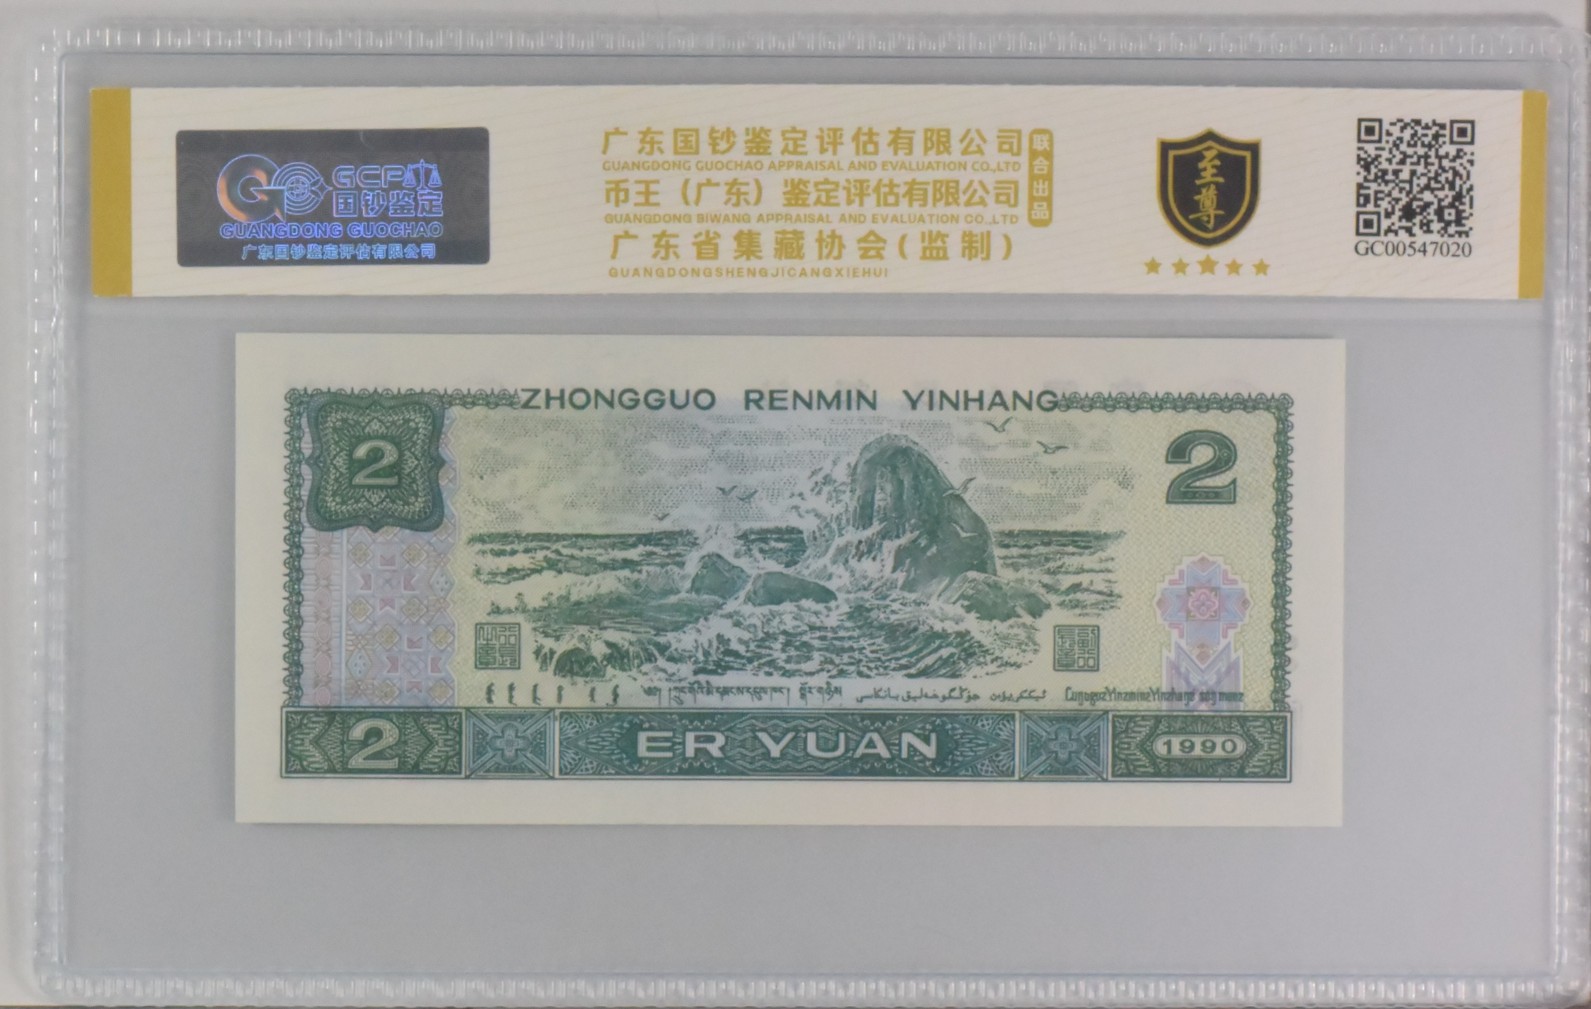 GCP
国钞鉴定
GUANGDONG GUOCHAO
广东国钞鉴定评估有限公司
广东国钞鉴定评估有限公司
GUANGDONG GUOCHAO APPRAISAL AND EVALUATION CO.,LTD
币王（广东）鉴定评估有限公司
GUANGDONG BIWANG APPRAISAL AND EVALUATION CO.,LTD
广东省集藏协会(监制)
GUANGDONGSHENGJICANGXIEHUI
联合出品
至尊
GC00547020
ZHONGGUO RENMIN YINHANG
2
2
2
ER YUAN
1990